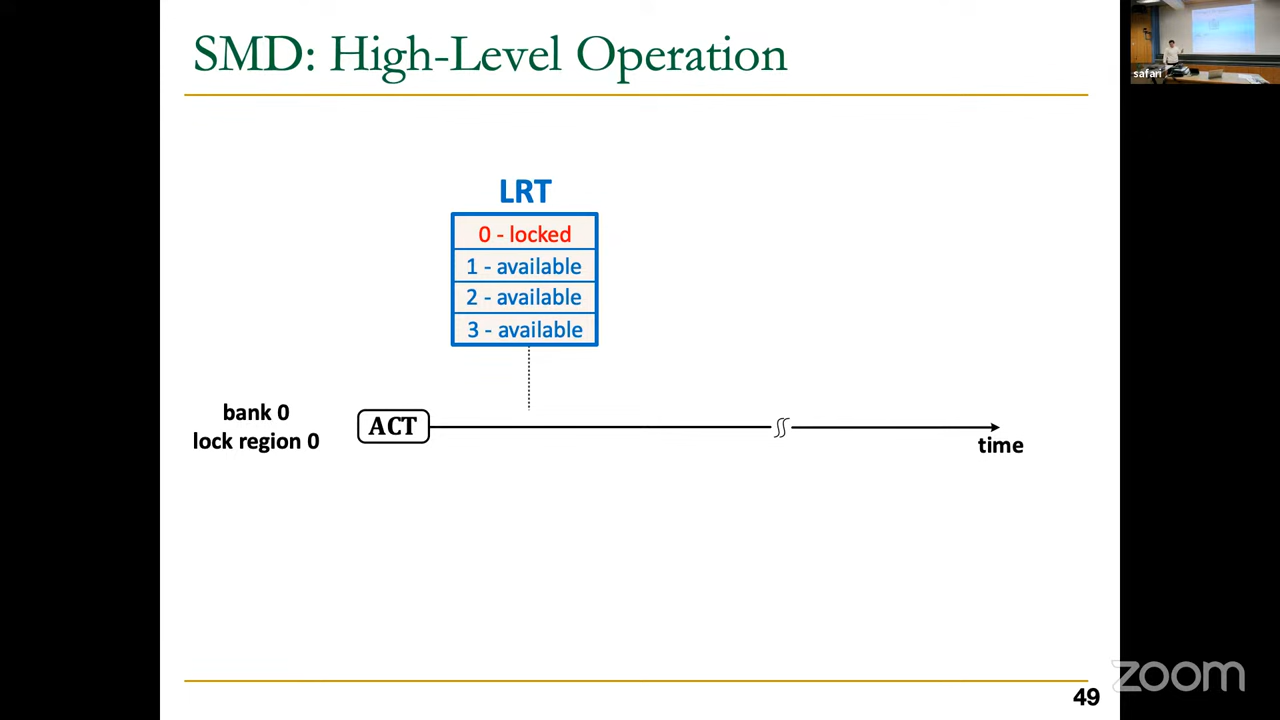 SMD: High-Level Operation
safari
LRT
0 - locked
1 - available
2 - available
3 - available
bank 0
lock region 0
ACT
time
49
zoom